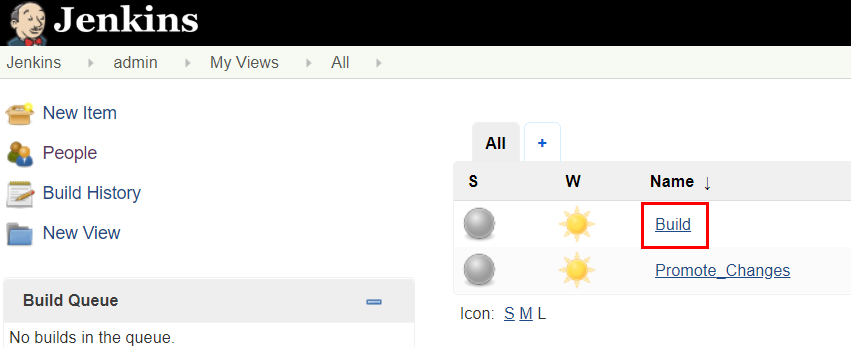 Jenkins
Jenkins admin My Views All
New Item
People
Build History
New View
Build Queue
No builds in the queue.
All +
S W Name ↓
Build
Promote_Changes
Icon: S M L